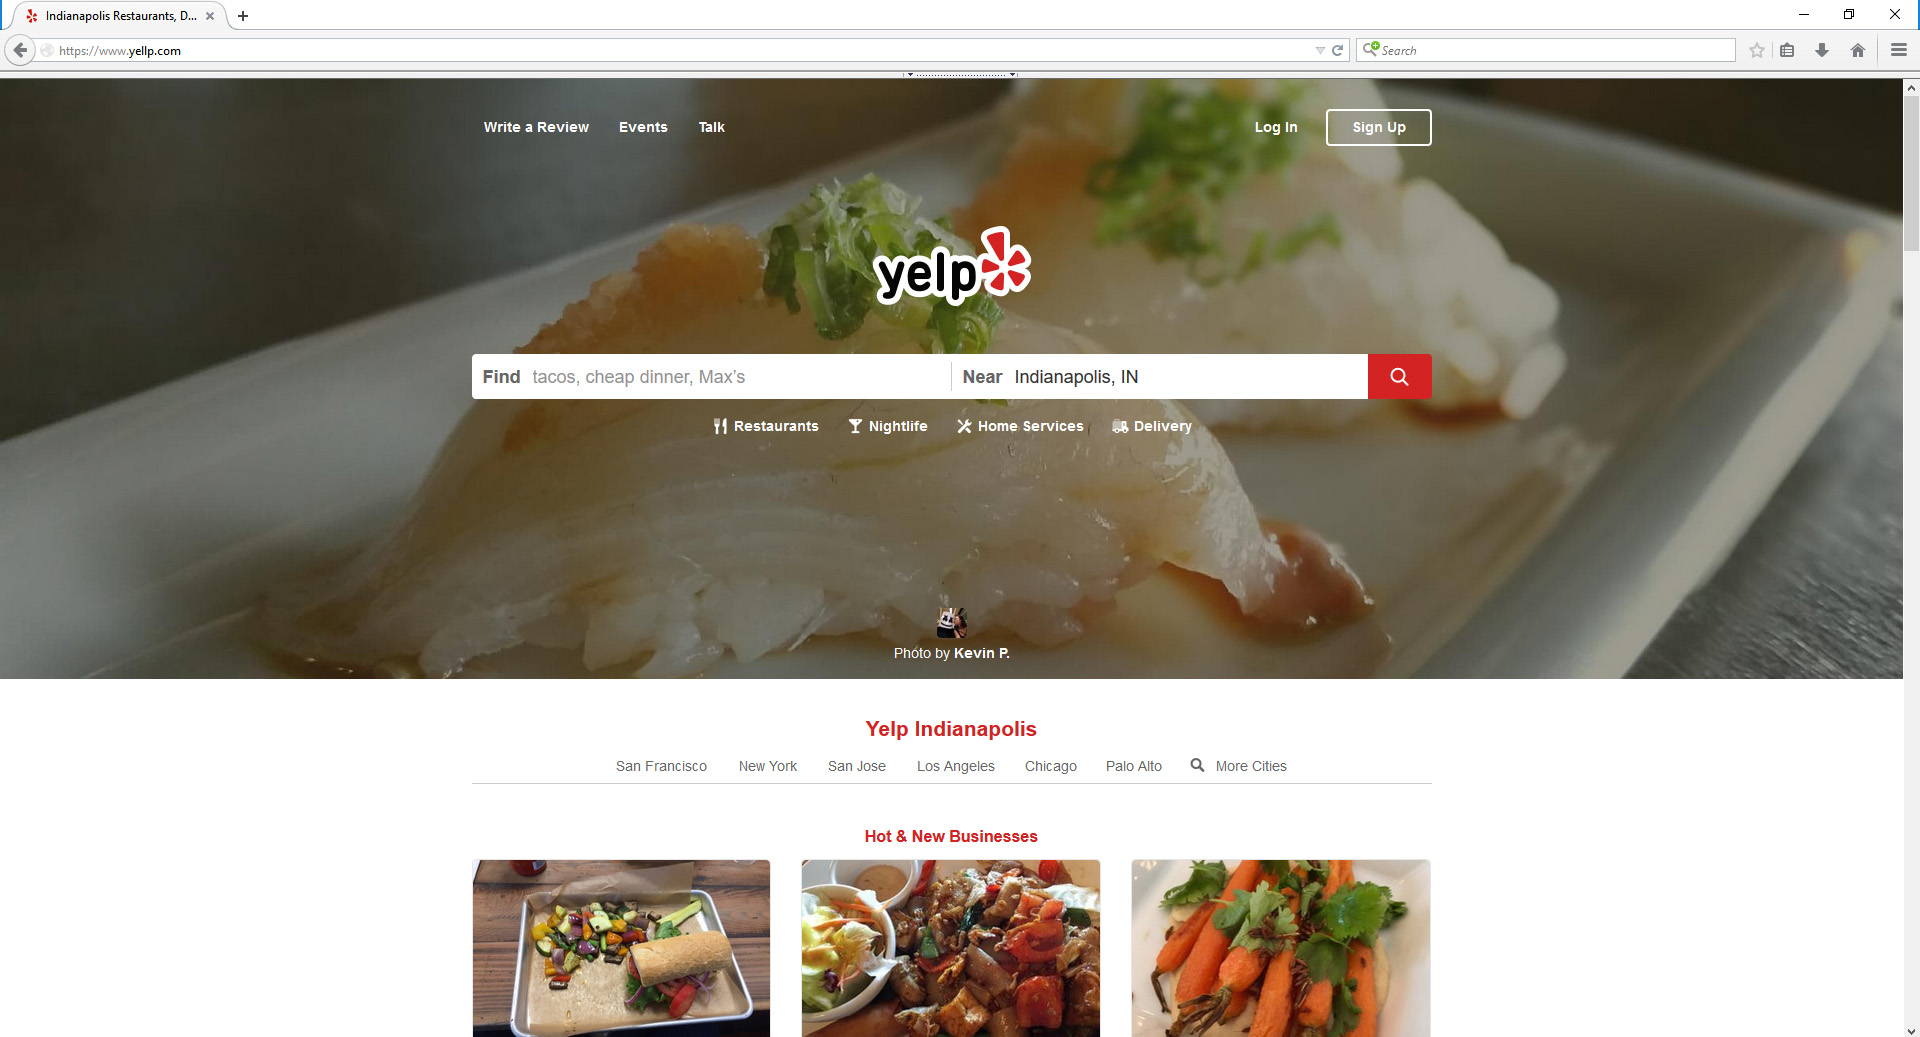 Indianapolis Restaurants, D...
https://www.yellp.com
Search
Write a Review Events Talk Log In Sign Up
yelp
Find tacos, cheap dinner, Max's Near Indianapolis, IN
Restaurants Nightlife Home Services Delivery
Photo by Kevin P.
Yelp Indianapolis
San Francisco New York San Jose Los Angeles Chicago Palo Alto More Cities
Hot & New Businesses